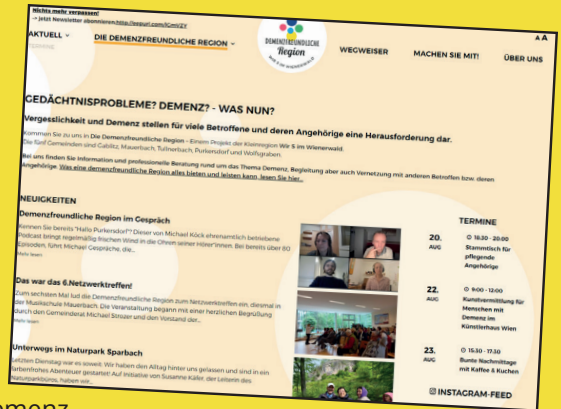 Nichts mehr verpassen!
→ Jetzt Newsletter abonnieren:
AKTUELL
DIE DEMENZFREUNDLICHE REGION
DEMENZFREUNDLICHE
Region
WIR 5 IM WIENERWALD
WEGWEISER
MACHEN SIE MIT!
ÜBER UNS
A A
TERMINE
GEDÄCHTNISPROBLEME? DEMENZ? - WAS NUN?
Vergesslichkeit und Demenz stellen für viele Betroffene und deren Angehörige eine Herausforderung dar.
Kommen Sie zu uns in Die Demenzfreundliche Region - Einem Projekt der Kleinregion Wir 5 im Wienerwald.
Die fünf Gemeinden sind Gablitz, Mauerbach, Tullnerbach, Purkersdorf und Wolfsgraben.
Bei uns finden Sie Information und professionelle Beratung rund um das Thema Demenz, Begleitung aber auch Vernetzung mit anderen Betroffen bzw. deren
Angehörige. Was eine demenzfreundliche Region alles bieten und leisten kann, lesen Sie hier...
NEUIGKEITEN
Demenzfreundliche Region im Gespräch
Kennen Sie bereits "Hallo Purkersdorf"? Dieser von Michael Köck ehrenamtlich betriebene
Podcast bringt regelmäßig frischen Wind in die Ohren seiner Hörer*innen. Bei bereits über 60
Episoden, führt Michael Gespräche, die...
Mehr lesen
Das war das 6.Netzwerktreffen!
Zum sechsten Mal lud die Demenzfreundliche Region zum Netzwerktreffen ein, diesmal in
der Musikschule Mauerbach. Die Veranstaltung begann mit einer herzlichen Begrüßung
durch den Gemeinderat Michael Strozer und den Vorstand der...
Mehr lesen
Unterwegs im Naturpark Sparbach
Letzten Dienstag war es soweit: Wir haben den Alltag hinter uns gelassen und sind in ein
farbenfrohes Abenteuer gestartet! Auf Initiative von Susanne Käfer, der Leiterin des
Naturparkbüros, haben wir...
TERMINE
20.
AUG
18:30 - 20:00
Stammtisch für
pflegende
Angehörige
22.
AUG
9:00 - 12:00
Kunstvermittlung für
Menschen mit
Demenz im
Künstlerhaus Wien
23.
AUG
15:30 - 17:30
Bunte Nachmittage
mit Kaffee & Kuchen
INSTAGRAM-FEED